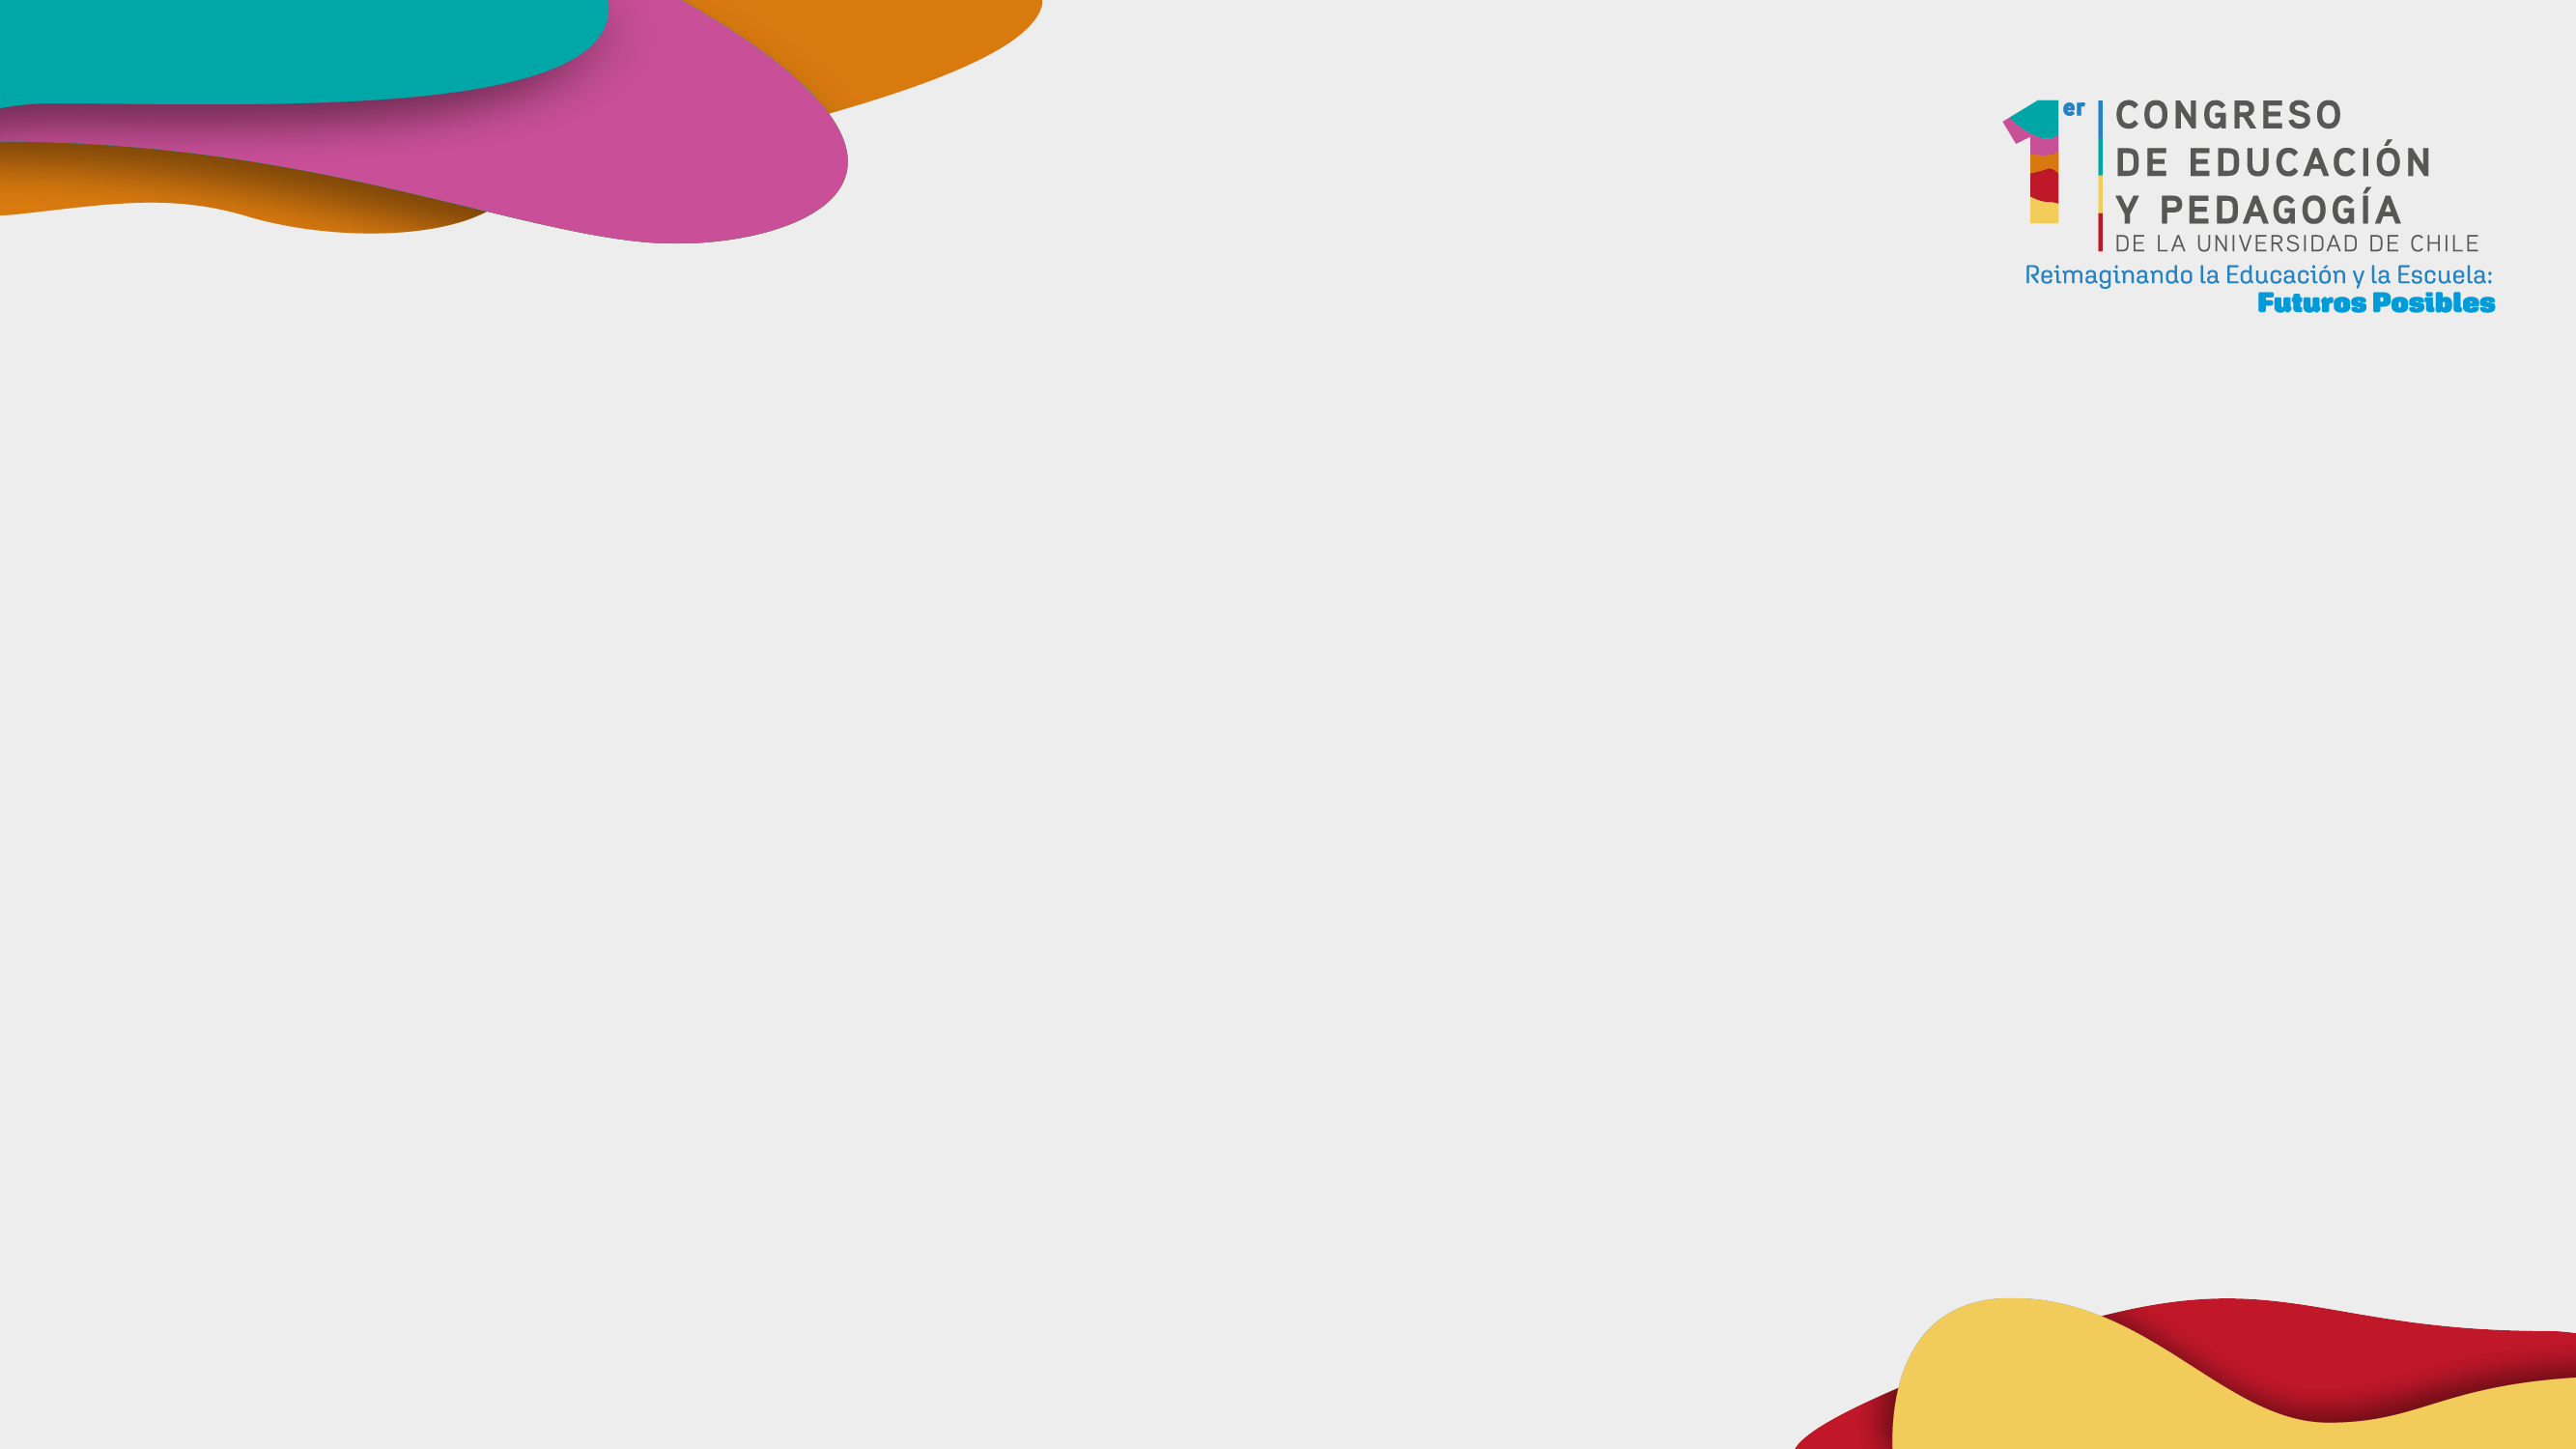 1er
CONGRESO
DE EDUCACIÓN
Y PEDAGOGÍA
DE LA UNIVERSIDAD DE CHILE
Reimaginando la Educación y la Escuela:
Futuros Posibles